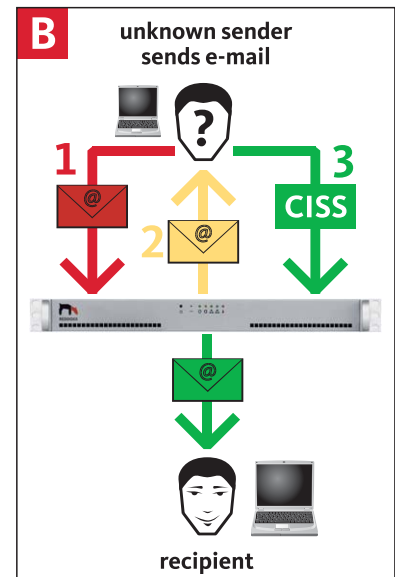 B
unknown sender
sends e-mail
?
1
3
@
2
@
CISS
@
recipient